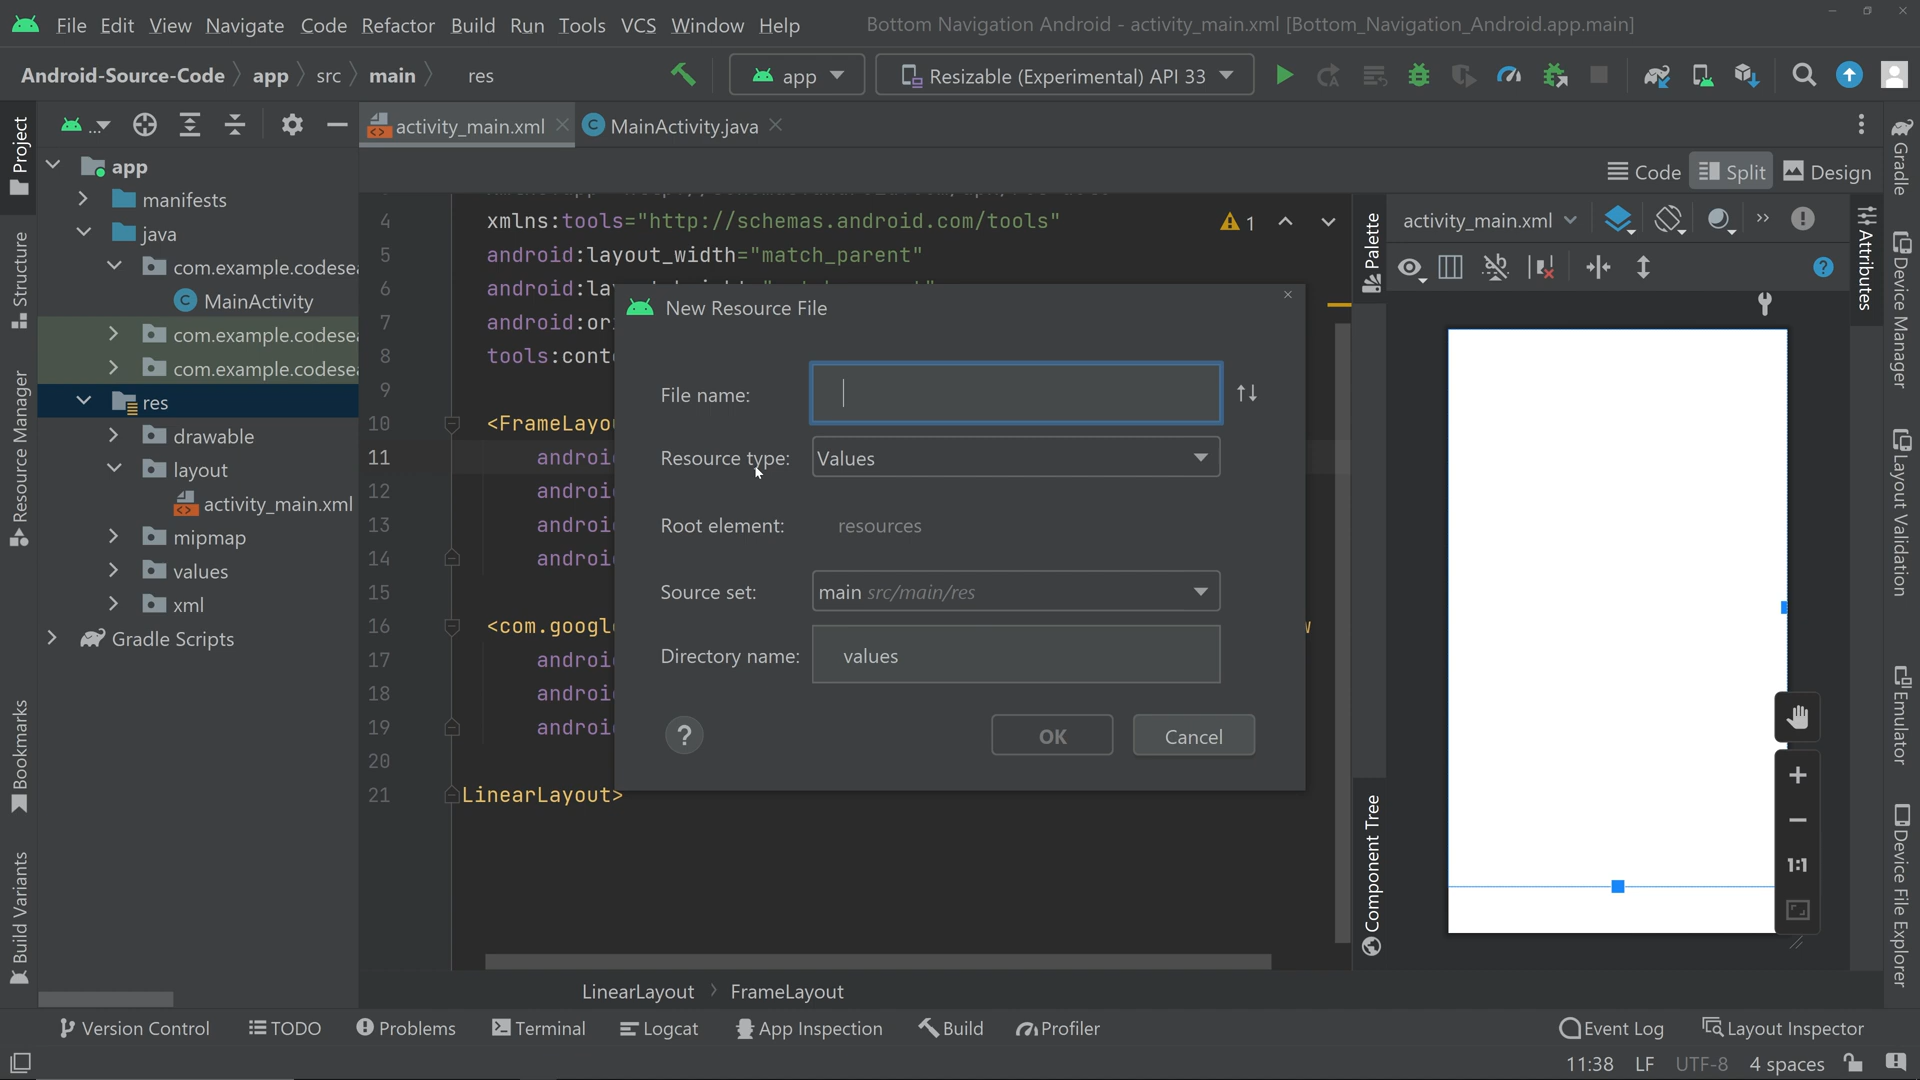 File Edit View Navigate Code Refactor Build Run Tools VCS Window Help
Bottom Navigation Android - activity_main.xml [Bottom_Navigation_Android.app.main]
Android-Source-Code app src main res
app
Resizable (Experimental) API 33
...
activity_main.xml
MainActivity.java
Code
Split
Design
Project
Structure
Resource Manager
Bookmarks
Build Variants
app
manifests
java
com.example.codesea
MainActivity
com.example.codesea
com.example.codesea
res
drawable
layout
activity_main.xml
mipmap
values
xml
Gradle Scripts
4 xmlns:tools="http://schemas.android.com/tools"
1
5 android:layout_width="match_parent"
6 android:la
7 android:or
8 tools:cont
9
10 <FrameLayou
11 androi
12 androi
13 androi
14 androi
15
16 <com.googl
17 androi
18 androi
19 androi
20
21 LinearLayout>
New Resource File
File name:
Resource type: Values
Root element: resources
Source set: main src/main/res
Directory name: values
?
OK
Cancel
Palette
Component Tree
activity_main.xml
?
1:1
Attributes
Gradle
Device Manager
Layout Validation
Emulator
Device File Explorer
LinearLayout FrameLayout
Version Control TODO Problems Terminal Logcat App Inspection Build Profiler
Event Log Layout Inspector
11:38 LF UTF-8 4 spaces